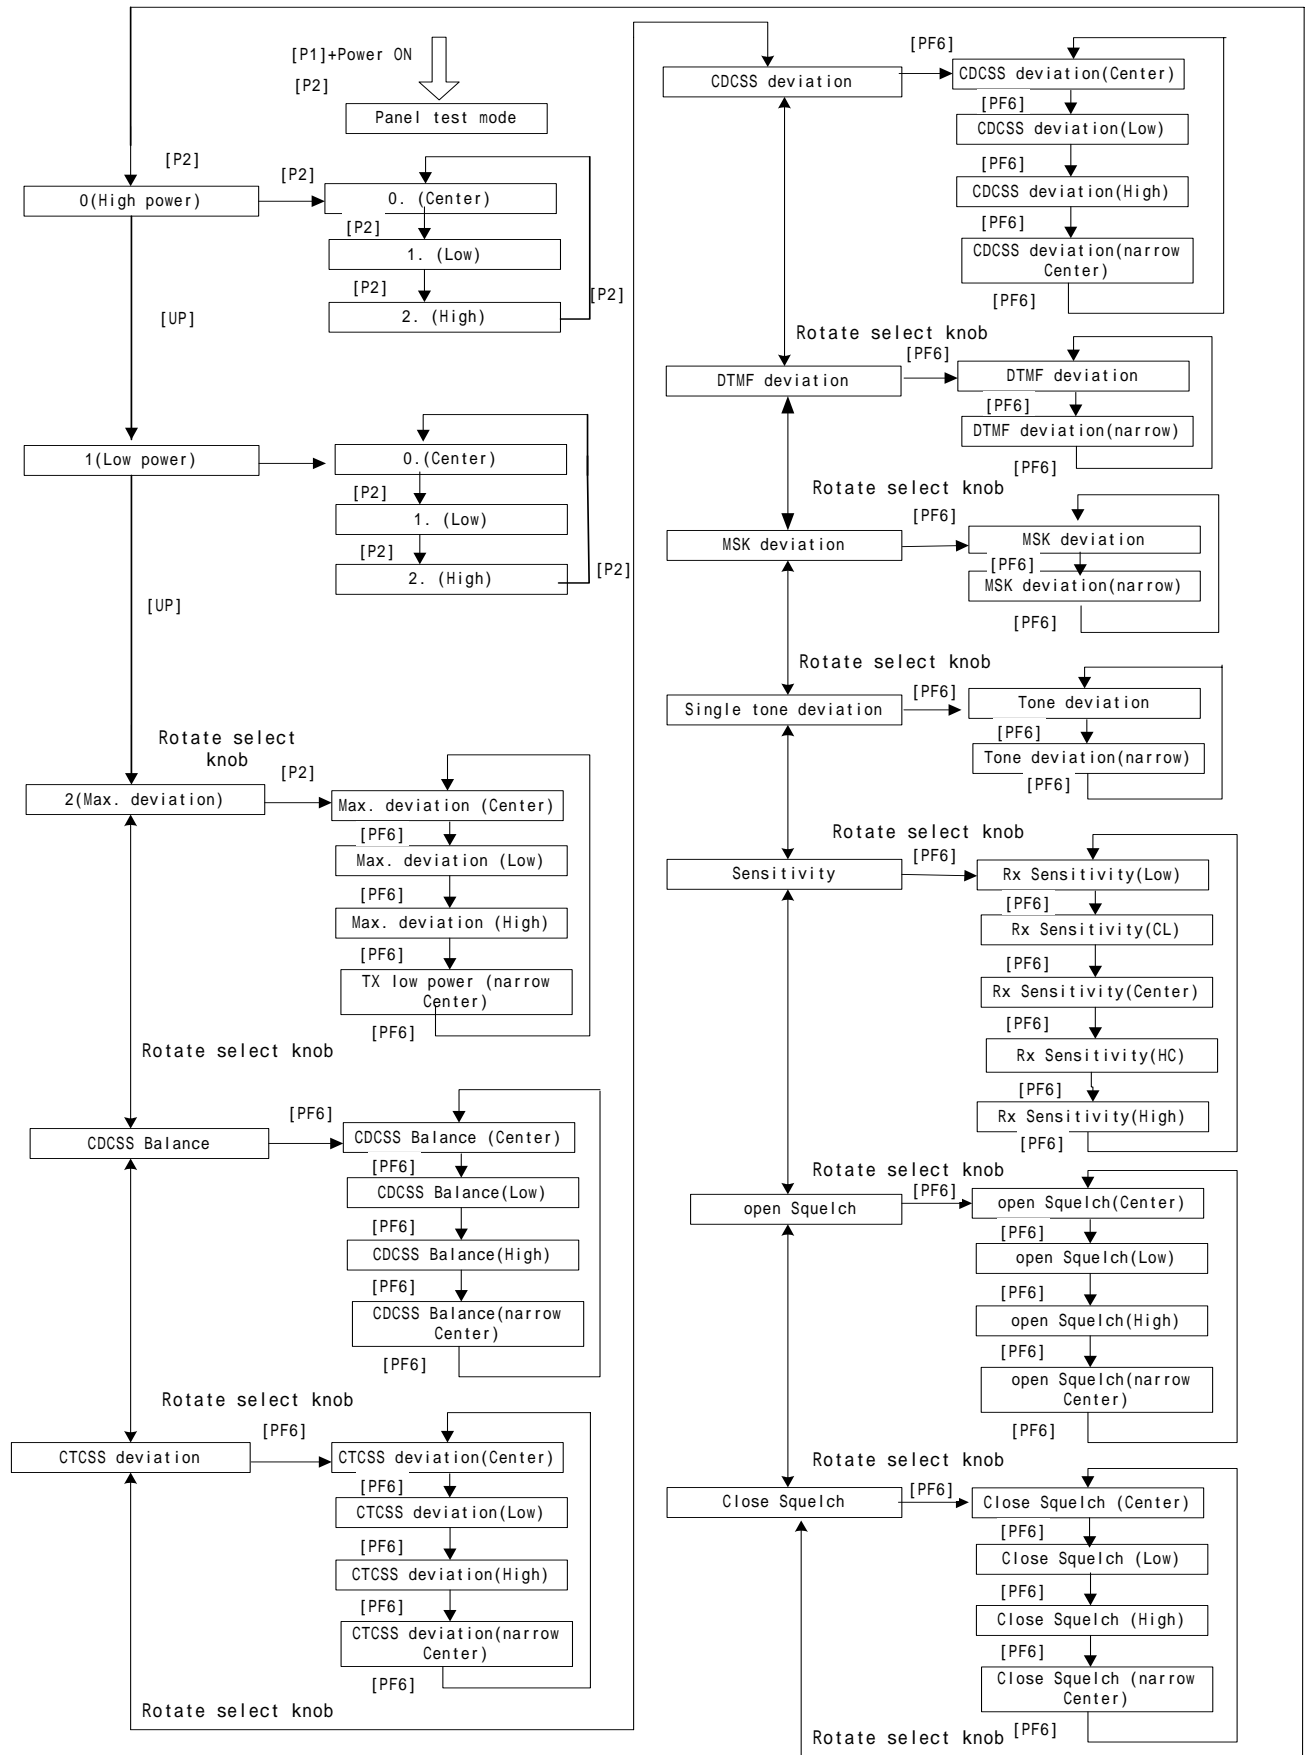 [P1]+Power ON
[P2]
Panel test mode
[P2]
0(High power)
[P2]
0. (Center)
[P2]
1. (Low)
[P2]
2. (High)
[P2]
[UP]
1(Low power)
0.(Center)
[P2]
1. (Low)
[P2]
2. (High)
[P2]
[UP]
Rotate select
knob
2(Max. deviation)
[P2]
Max. deviation (Center)
[PF6]
Max. deviation (Low)
[PF6]
Max. deviation (High)
[PF6]
TX low power (narrow
Center)
[PF6]
Rotate select knob
CDCSS Balance
[PF6]
CDCSS Balance (Center)
[PF6]
CDCSS Balance(Low)
[PF6]
CDCSS Balance(High)
[PF6]
CDCSS Balance(narrow
Center)
[PF6]
Rotate select knob
CTCSS deviation
[PF6]
CTCSS deviation(Center)
[PF6]
CTCSS deviation(Low)
[PF6]
CTCSS deviation(High)
[PF6]
CTCSS deviation(narrow
Center)
[PF6]
Rotate select knob
CDCSS deviation
[PF6]
CDCSS deviation(Center)
[PF6]
CDCSS deviation(Low)
[PF6]
CDCSS deviation(High)
[PF6]
CDCSS deviation(narrow
Center)
[PF6]
Rotate select knob
DTMF deviation
[PF6]
DTMF deviation
[PF6]
DTMF deviation(narrow)
[PF6]
Rotate select knob
MSK deviation
[PF6]
MSK deviation
[PF6]
MSK deviation(narrow)
[PF6]
Rotate select knob
Single tone deviation
[PF6]
Tone deviation
[PF6]
Tone deviation(narrow)
[PF6]
Rotate select knob
Sensitivity
[PF6]
Rx Sensitivity(Low)
[PF6]
Rx Sensitivity(CL)
[PF6]
Rx Sensitivity(Center)
[PF6]
Rx Sensitivity(HC)
[PF6]
Rx Sensitivity(High)
[PF6]
Rotate select knob
open Squelch
[PF6]
open Squelch(Center)
[PF6]
open Squelch(Low)
[PF6]
open Squelch(High)
[PF6]
open Squelch(narrow
Center)
[PF6]
Rotate select knob
Close Squelch
[PF6]
Close Squelch (Center)
[PF6]
Close Squelch (Low)
[PF6]
Close Squelch (High)
[PF6]
Close Squelch (narrow
Center)
[PF6]
Rotate select knob